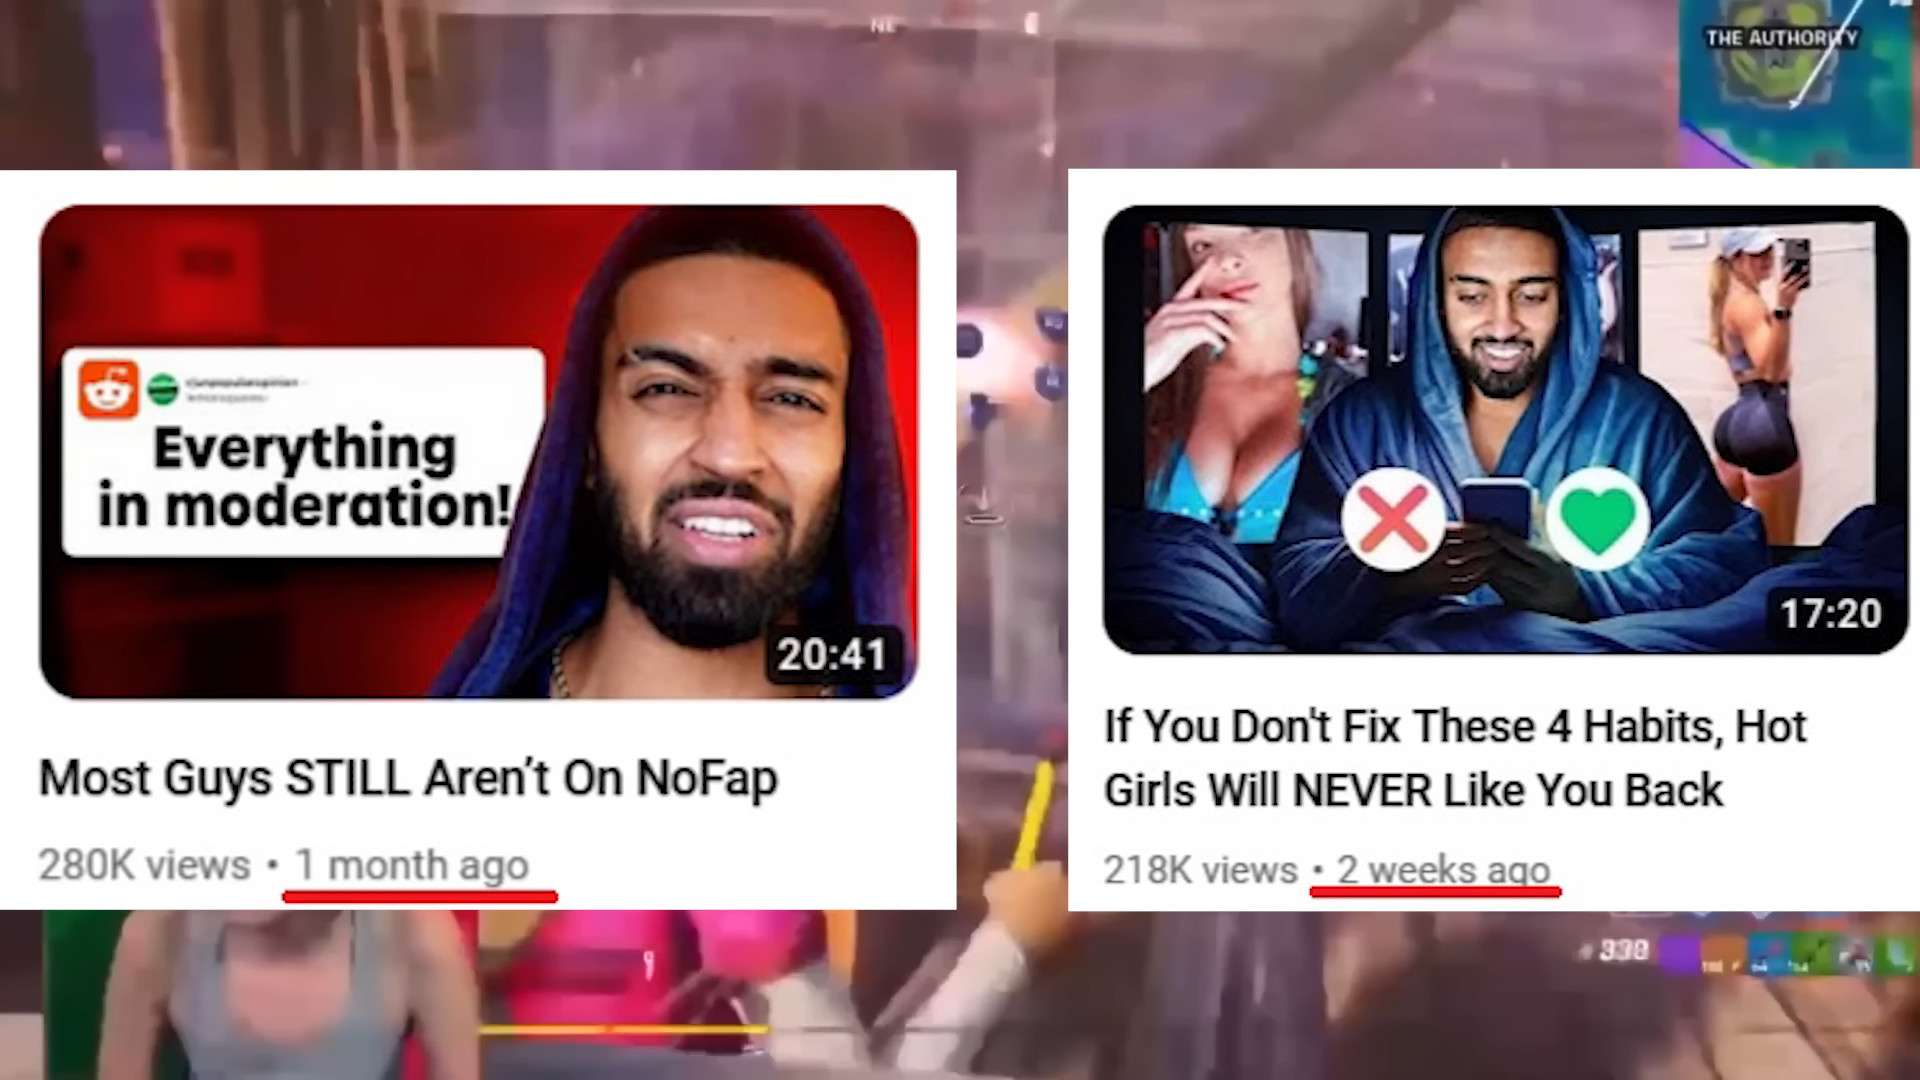 NE
THE AUTHORITY
Everything
in moderation!
20:41
Most Guys STILL Aren’t On NoFap
280K views • 1 month ago
17:20
If You Don't Fix These 4 Habits, Hot
Girls Will NEVER Like You Back
218K views • 2 weeks ago
338